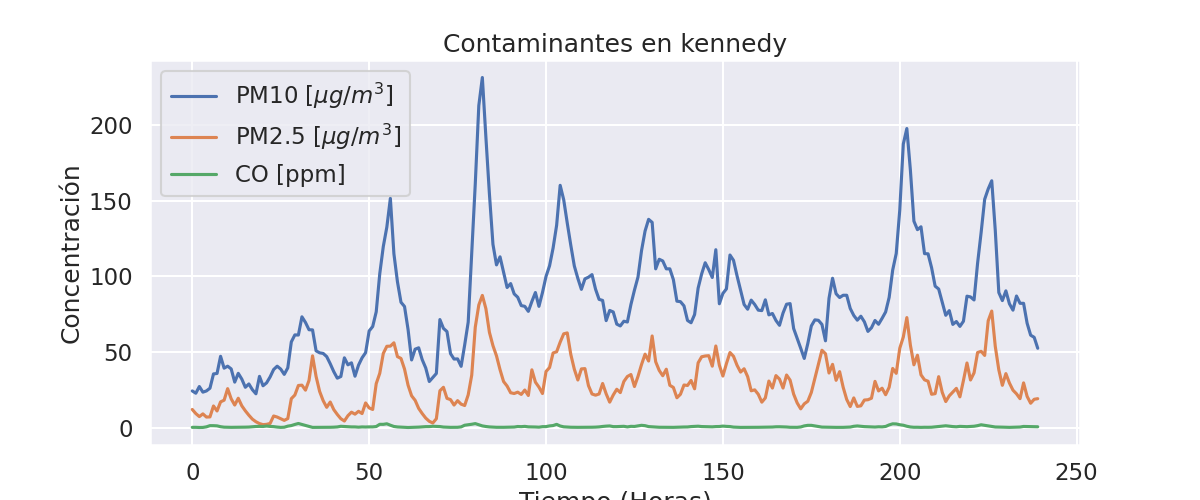 Contaminantes en kennedy
PM10 [μg/m³]
PM2.5 [μg/m³]
CO [ppm]
Concentración
200
150
100
50
0
0 50 100 150 200 250
Tiempo (Horas)